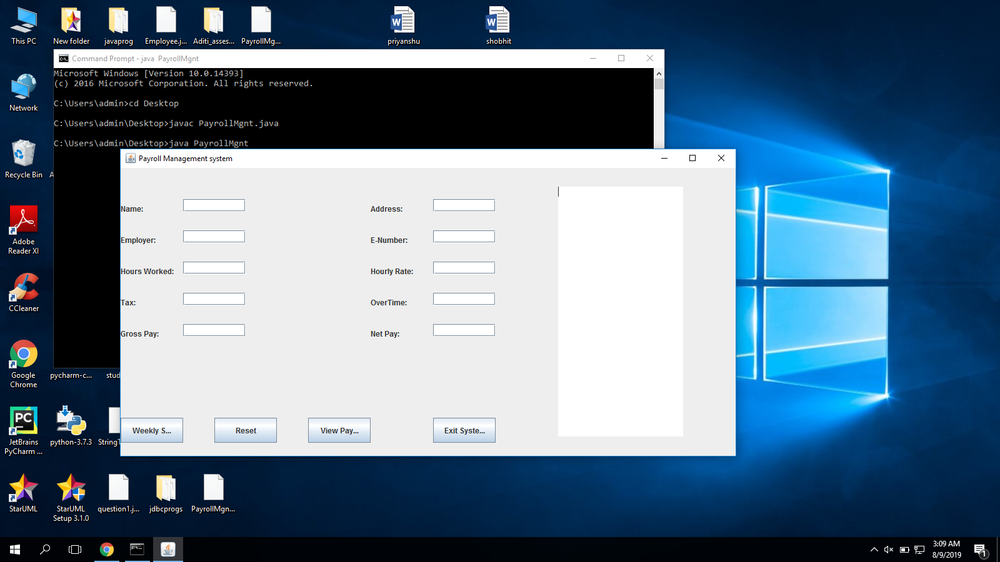 This PC
New folder
javaprog
Employee.j...
Aditi_asses...
PayrollMg...
priyanshu
shobhit
Command Prompt - java  PayrollMgnt
Microsoft Windows [Version 10.0.14393]
(c) 2016 Microsoft Corporation. All rights reserved.
C:\Users\admin>cd Desktop
C:\Users\admin\Desktop>javac PayrollMgnt.java
C:\Users\admin\Desktop>java PayrollMgnt
Network
Recycle Bin
A
Adobe
Reader XI
CCleaner
Google
Chrome
pycharm-c...
stud
JetBrains
PyCharm ...
python-3.7.3
StringT
StarUML
StarUML
Setup 3.1.0
question1.j...
jdbcprogs
PayrollMgn...
Payroll Management system
Name:
Address:
Employer:
E-Number:
Hours Worked:
Hourly Rate:
Tax:
OverTime:
Gross Pay:
Net Pay:
Weekly S...
Reset
View Pay...
Exit Syste...
PC
3:09 AM
8/9/2019
1